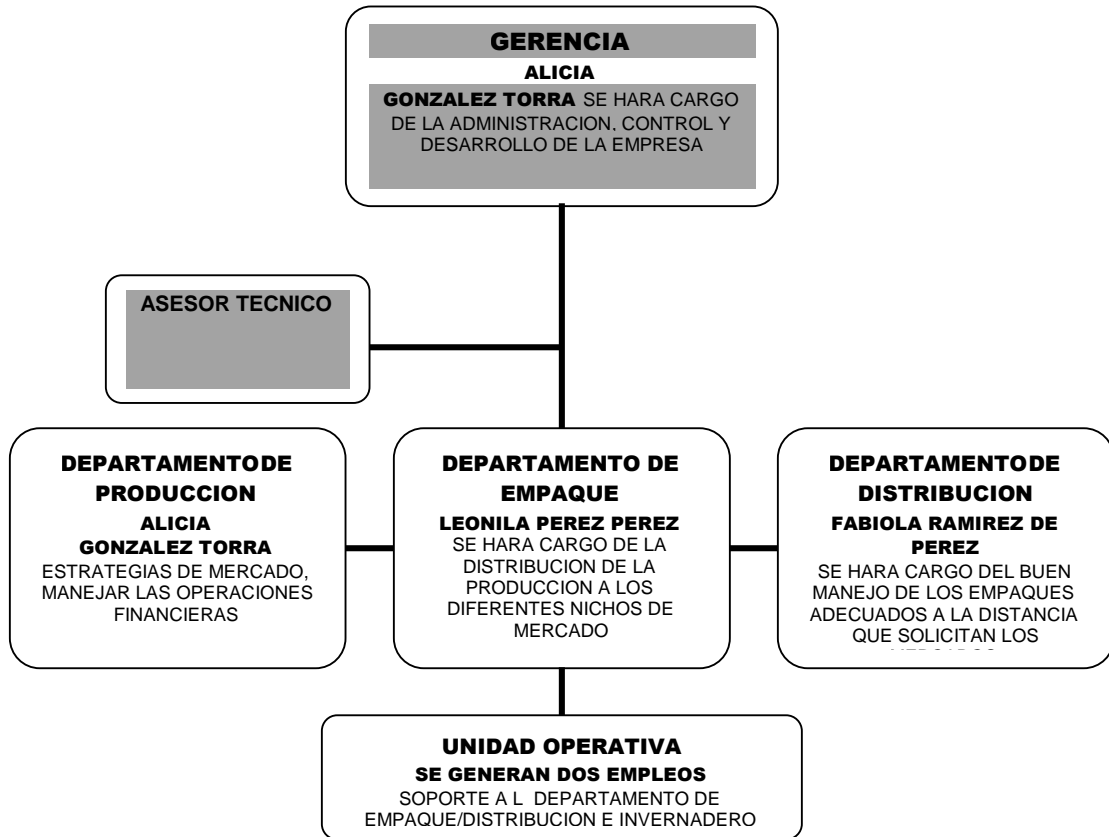 GERENCIA
ALICIA
GONZALEZ TORRA SE HARA CARGO
DE LA ADMINISTRACION, CONTROL Y
DESARROLLO DE LA EMPRESA
ASESOR TECNICO
DEPARTAMENTO DE
PRODUCCION
ALICIA
GONZALEZ TORRA
ESTRATEGIAS DE MERCADO,
MANEJAR LAS OPERACIONES
FINANCIERAS
DEPARTAMENTO DE
EMPAQUE
LEONILA PEREZ PEREZ
SE HARA CARGO DE LA
DISTRIBUCION DE LA
PRODUCCION A LOS
DIFERENTES NICHOS DE
MERCADO
DEPARTAMENTO DE
DISTRIBUCION
FABIOLA RAMIREZ DE
PEREZ
SE HARA CARGO DEL BUEN
MANEJO DE LOS EMPAQUES
ADECUADOS A LA DISTANCIA
QUE SOLICITAN LOS
UNIDAD OPERATIVA
SE GENERAN DOS EMPLEOS
SOPORTE A L DEPARTAMENTO DE
EMPAQUE/DISTRIBUCION E INVERNADERO